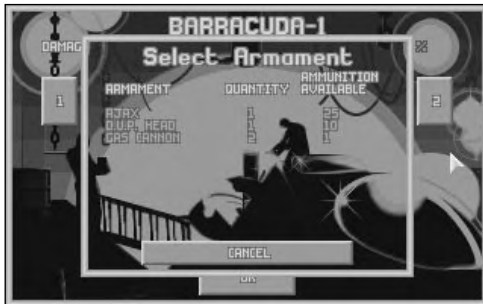 BARRACUDA-1
DAMAG %
Select Armament
ARMAMENT QUANTITY AMMUNITION AVAILABLE
AJAX 1 25
D.U.P. HEAD 1 10
GAS CANNON 2 1
1 2
CANCEL
OK